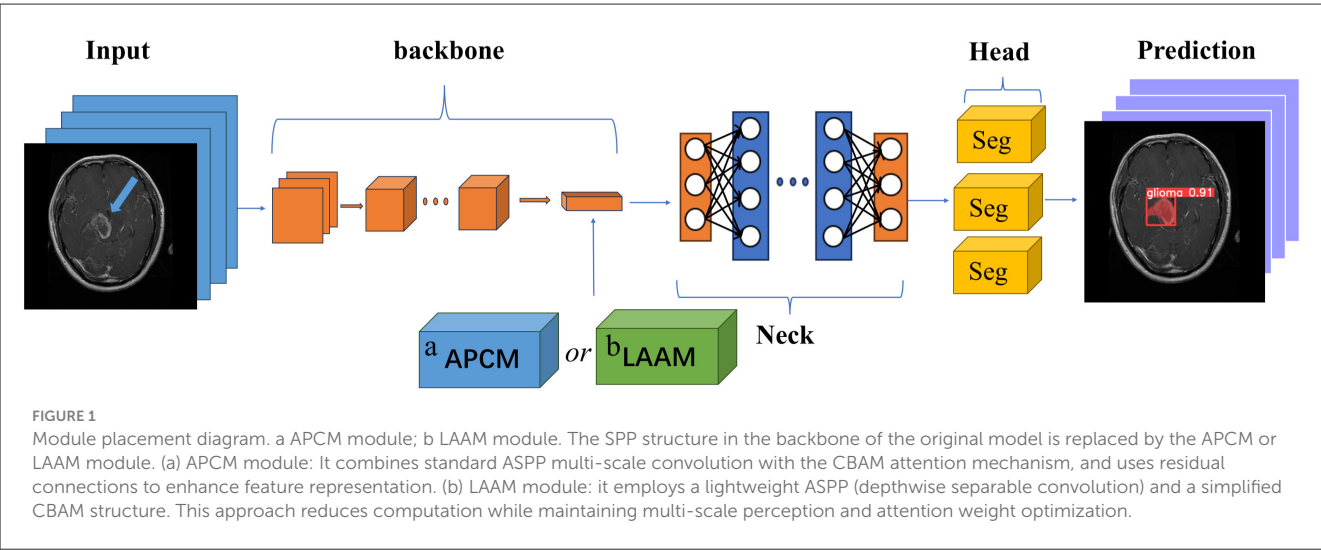 Input
backbone
Head
Prediction
Seg
Seg
Seg
glioma 0.91
Neck
a APCM or b LAAM
FIGURE 1
Module placement diagram. a APCM module; b LAAM module. The SPP structure in the backbone of the original model is replaced by the APCM or
LAAM module. (a) APCM module: It combines standard ASPP multi-scale convolution with the CBAM attention mechanism, and uses residual
connections to enhance feature representation. (b) LAAM module: it employs a lightweight ASPP (depthwise separable convolution) and a simplified
CBAM structure. This approach reduces computation while maintaining multi-scale perception and attention weight optimization.